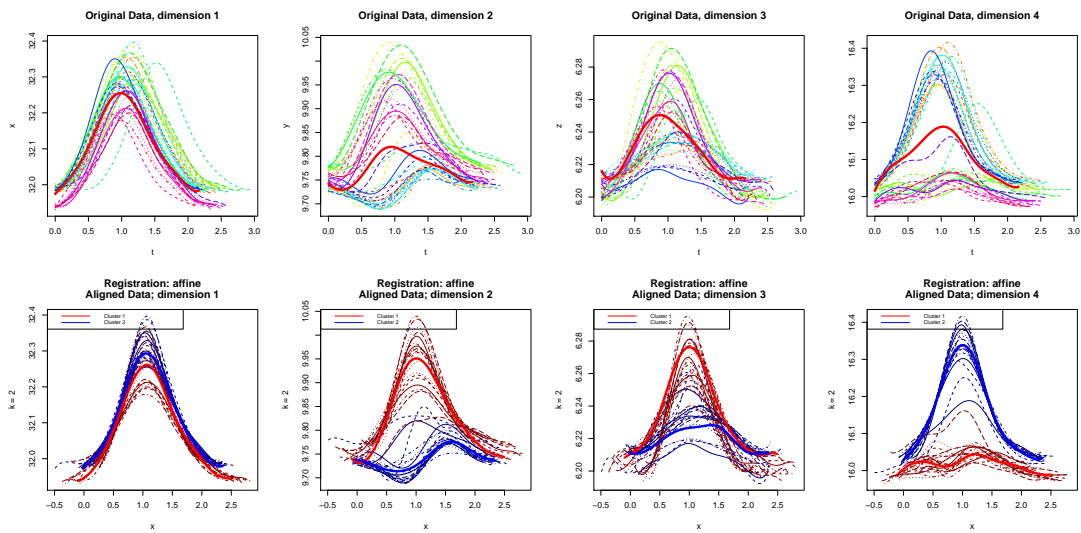 Original Data, dimension 1
x
32.0
32.1
32.2
32.3
32.4
0.0 0.5 1.0 1.5 2.0 2.5 3.0
t
Original Data, dimension 2
y
9.70
9.75
9.80
9.85
9.90
9.95
10.05
0.0 0.5 1.0 1.5 2.0 2.5 3.0
t
Original Data, dimension 3
z
6.20
6.22
6.24
6.26
6.28
0.0 0.5 1.0 1.5 2.0 2.5 3.0
t
Original Data, dimension 4
16.0
16.1
16.2
16.3
16.4
0.0 0.5 1.0 1.5 2.0 2.5 3.0
t
Registration: affine
Aligned Data; dimension 1
Cluster 1
Cluster 2
k = 2
32.0
32.1
32.2
32.3
32.4
−0.5 0.0 0.5 1.0 1.5 2.0 2.5
x
Registration: affine
Aligned Data; dimension 2
Cluster 1
Cluster 2
k = 2
9.70
9.75
9.80
9.85
9.90
9.95
10.05
−0.5 0.0 0.5 1.0 1.5 2.0 2.5
x
Registration: affine
Aligned Data; dimension 3
Cluster 1
Cluster 2
k = 2
6.20
6.22
6.24
6.26
6.28
−0.5 0.0 0.5 1.0 1.5 2.0 2.5
x
Registration: affine
Aligned Data; dimension 4
Cluster 1
Cluster 2
k = 2
16.0
16.1
16.2
16.3
16.4
−0.5 0.0 0.5 1.0 1.5 2.0 2.5
x